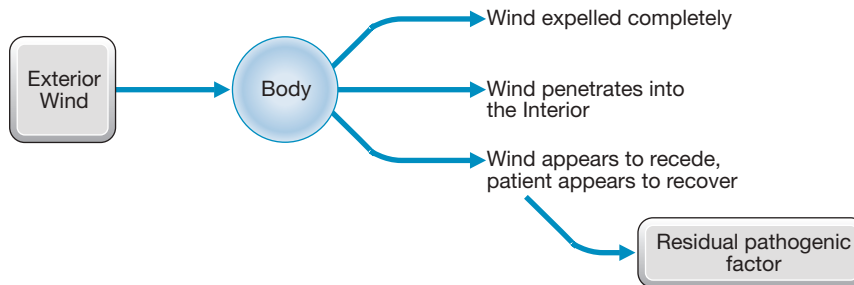 Exterior
Wind
Body
Wind expelled completely
Wind penetrates into
the Interior
Wind appears to recede,
patient appears to recover
Residual pathogenic
factor